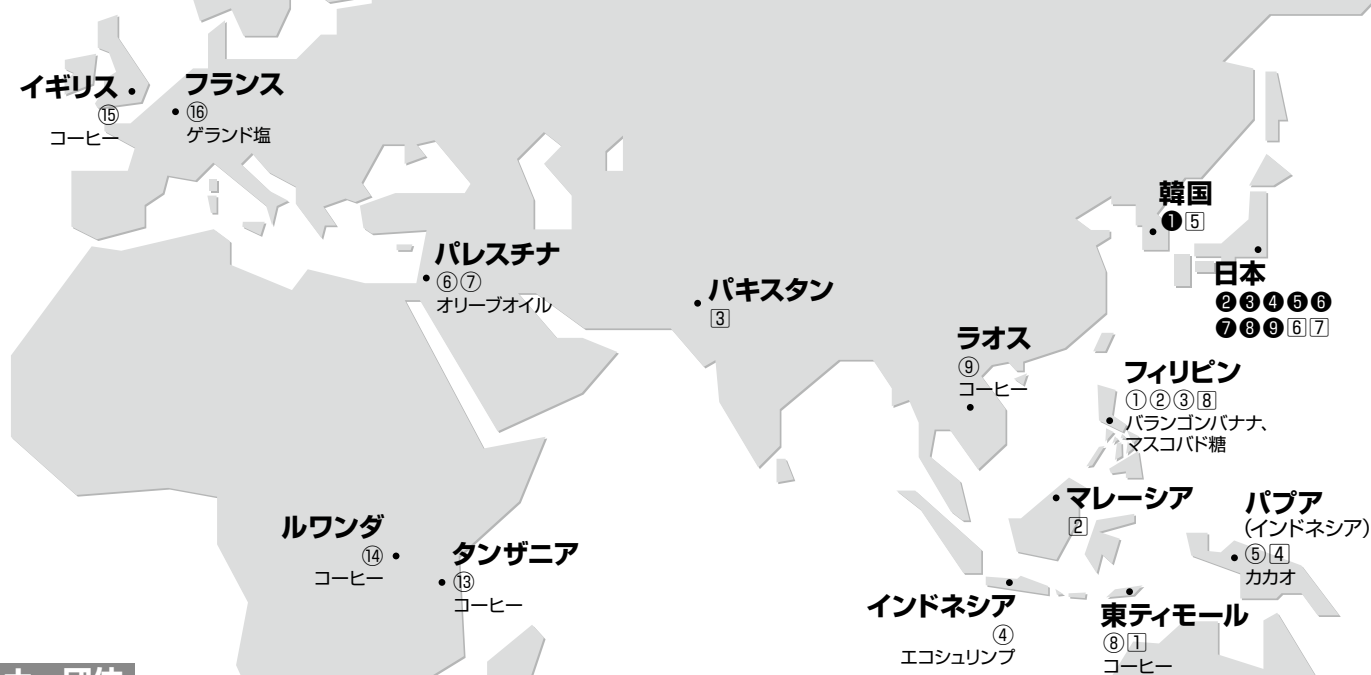 イギリス
⑮
コーヒー
フランス
⑯
ゲランド塩
韓国
❶5
日本
❷❸❹❺❻
❼❽❾67
パレスチナ
⑥⑦
オリーブオイル
パキスタン
3
ラオス
⑨
コーヒー
フィリピン
①②③8
バランゴンバナナ、
マスコバド糖
マレーシア
2
パプア
(インドネシア)
⑤4
カカオ
ルワンダ
⑭
コーヒー
タンザニア
⑬
コーヒー
インドネシア
④
エコシュリンプ
東ティモール
⑧1
コーヒー